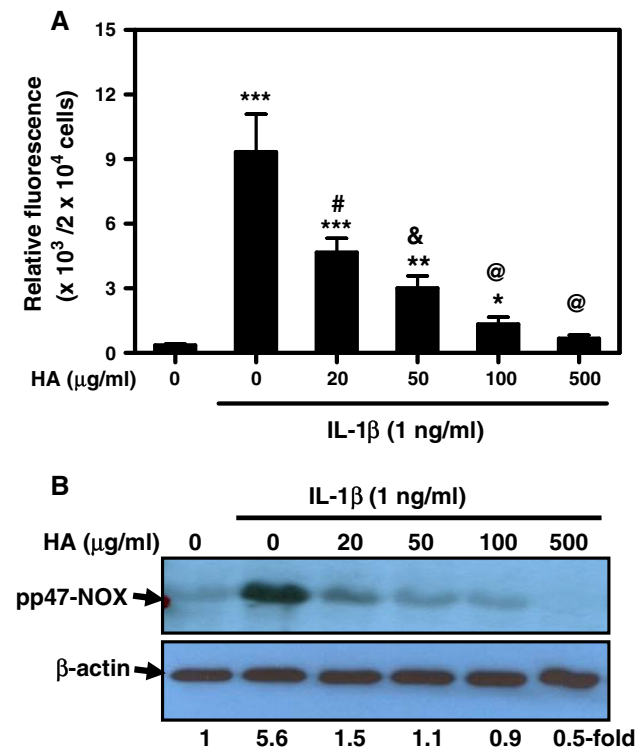 A
15
12
9
6
3
0
Relative fluorescence
(x 10³ /2 x 10⁴ cells)
***
#
***
&
**
@
*
@
HA (μg/ml) 0 0 20 50 100 500
IL-1β (1 ng/ml)
B
IL-1β (1 ng/ml)
HA (μg/ml) 0 0 20 50 100 500
pp47-NOX
β-actin
1 5.6 1.5 1.1 0.9 0.5-fold